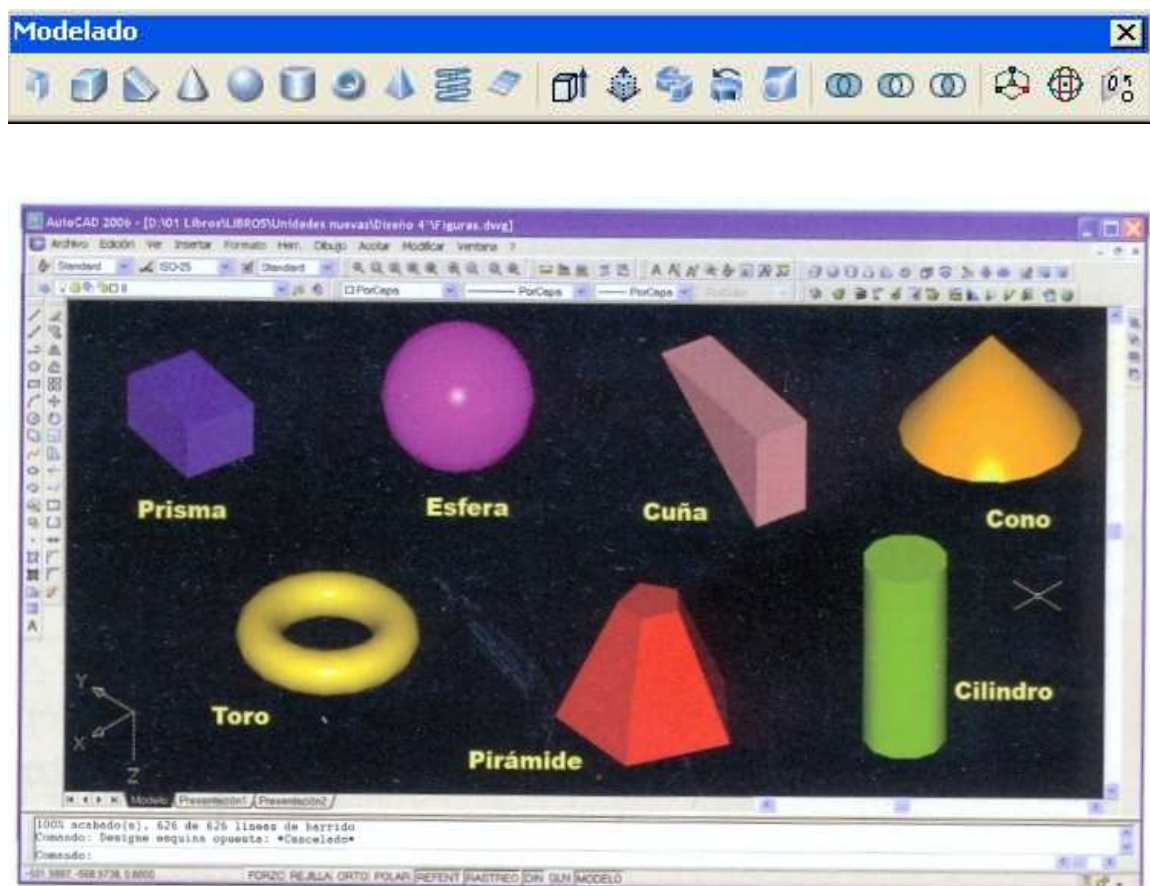 Modelado
AutoCAD 2006 - [D:\01 Libros\LIBROS\Unidades nuevas\Diseño 4º\Figuras.dwg]
Archivo Edición Ver Insertar Formato Herr. Dibujo Acotar Modificar Ventana ?
Standard ISO-25 Standard
0 PorCapa PorCapa PorCapa
A
Prisma
Esfera
Cuña
Cono
Toro
Pirámide
Cilindro
Y
X
Z
Modelo Presentación1 Presentación2
100% acabado(s), 626 de 626 líneas de barrido
Comando: Designe esquina opuesta: *Cancelado*
Comando:
FORZC REJILLA ORTO POLAR REFENT RASTREO DIN GLN MODELO